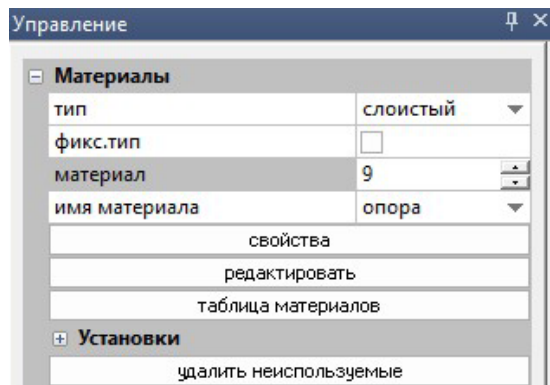 Управление
Материалы
тип слоистый
фикс.тип
материал 9
имя материала опора
свойства
редактировать
таблица материалов
Установки
удалить неиспользуемые